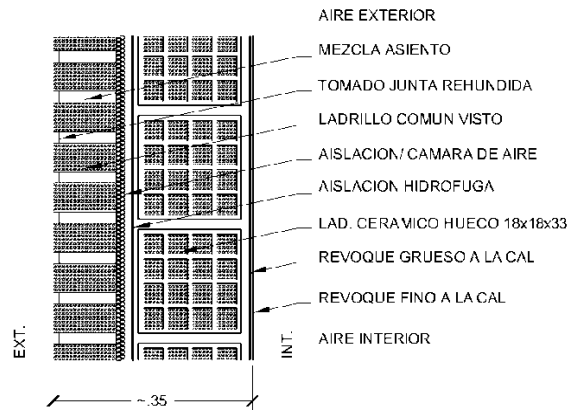 AIRE EXTERIOR
MEZCLA ASIENTO
TOMADO JUNTA REHUNDIDA
LADRILLO COMUN VISTO
AISLACION/ CAMARA DE AIRE
AISLACION HIDROFUGA
LAD. CERAMICO HUECO 18x18x33
REVOQUE GRUESO A LA CAL
REVOQUE FINO A LA CAL
AIRE INTERIOR
EXT.
INT.
~.35